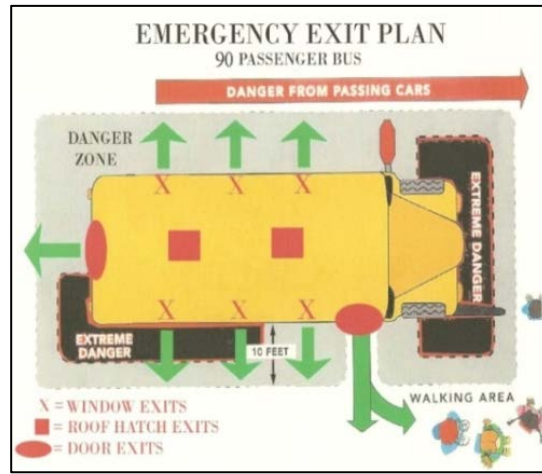 EMERGENCY EXIT PLAN
90 PASSENGER BUS
DANGER FROM PASSING CARS
DANGER
ZONE
X X X
EXTREME DANGER
X X X
EXTREME
DANGER
10 FEET
WALKING AREA
X = WINDOW EXITS
= ROOF HATCH EXITS
= DOOR EXITS